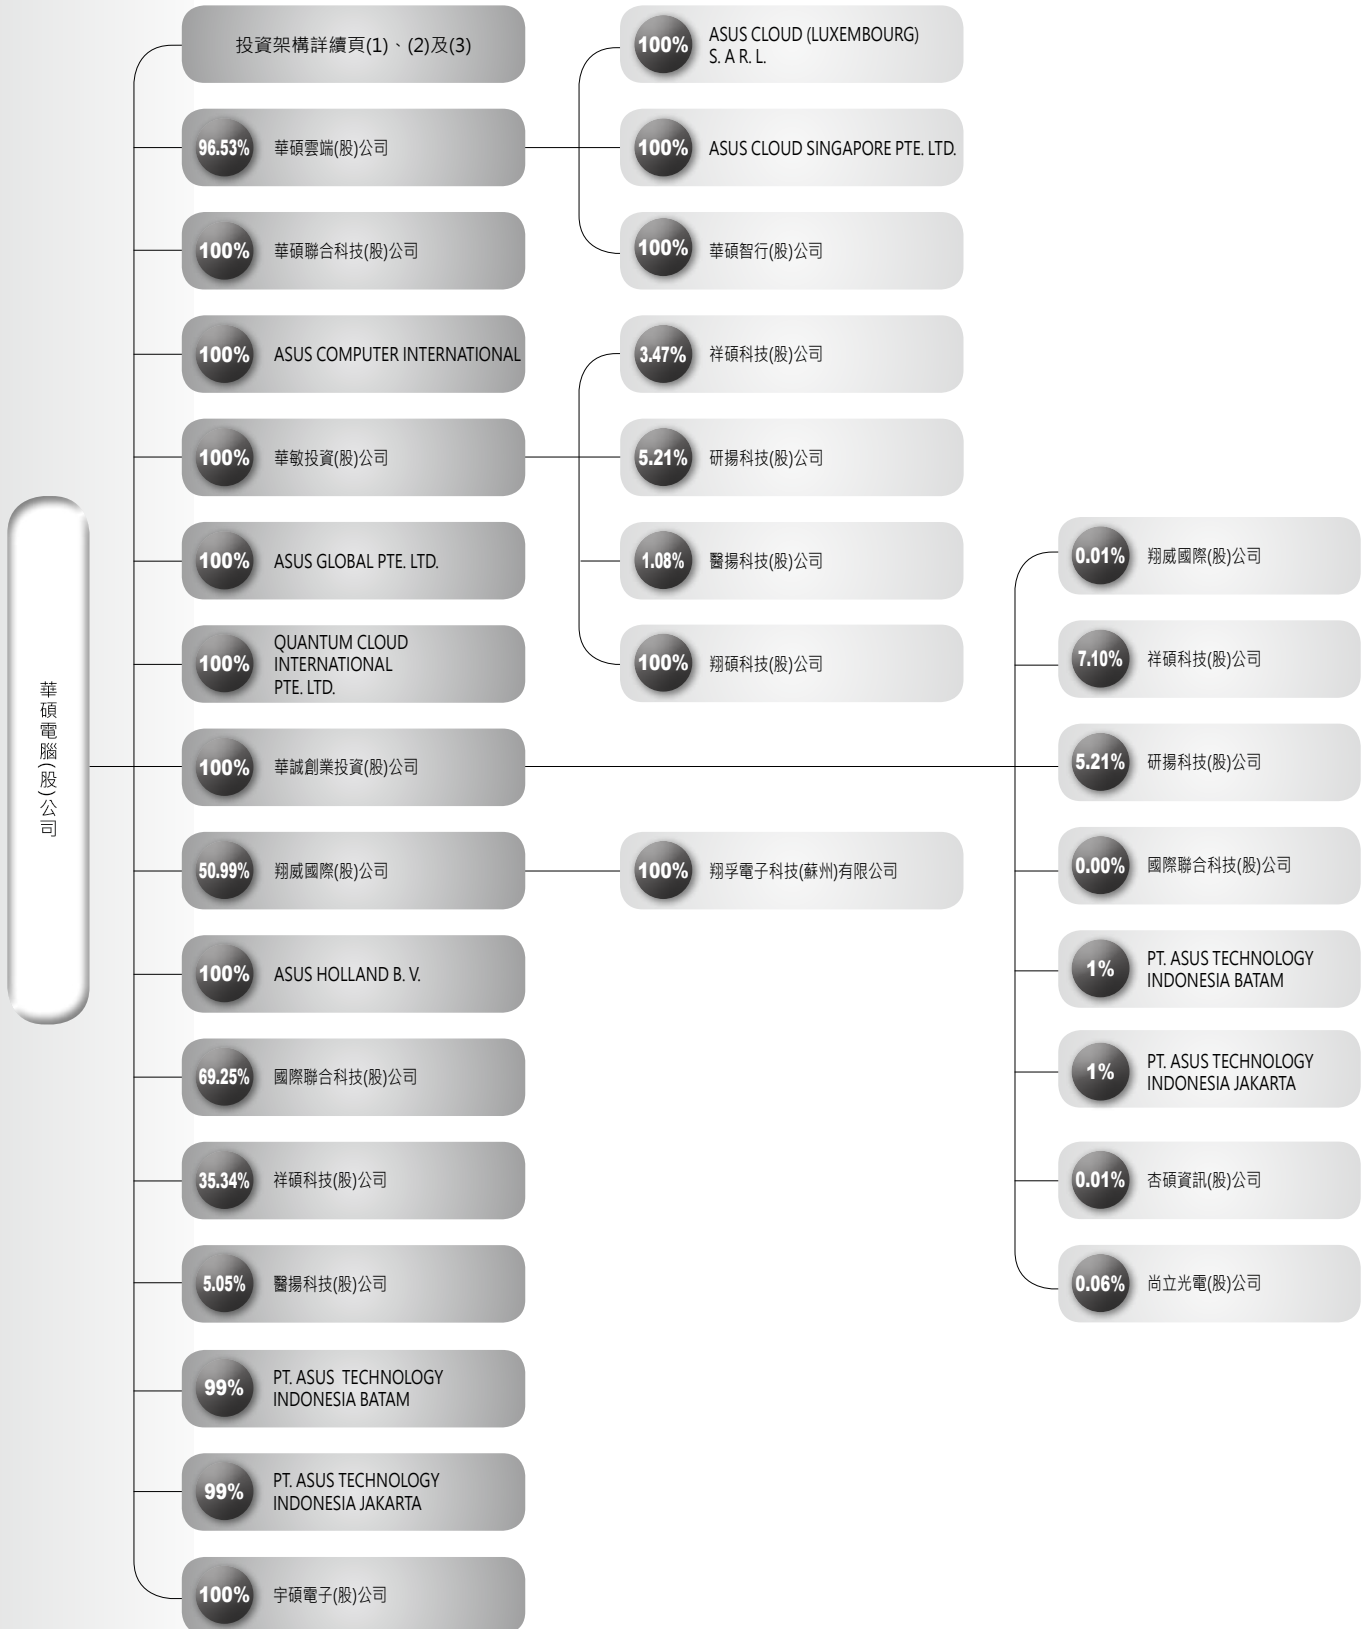 華碩電腦(股)公司
投資架構詳續頁(1)、(2)及(3)
96.53% 華碩雲端(股)公司
100% 華碩聯合科技(股)公司
100% ASUS COMPUTER INTERNATIONAL
100% 華敏投資(股)公司
100% ASUS GLOBAL PTE. LTD.
100% QUANTUM CLOUD
INTERNATIONAL
PTE. LTD.
100% 華誠創業投資(股)公司
50.99% 翔威國際(股)公司
100% ASUS HOLLAND B. V.
69.25% 國際聯合科技(股)公司
35.34% 祥碩科技(股)公司
5.05% 醫揚科技(股)公司
99% PT. ASUS TECHNOLOGY
INDONESIA BATAM
99% PT. ASUS TECHNOLOGY
INDONESIA JAKARTA
100% 宇碩電子(股)公司
100% ASUS CLOUD (LUXEMBOURG)
S. A R. L.
100% ASUS CLOUD SINGAPORE PTE. LTD.
100% 華碩智行(股)公司
3.47% 祥碩科技(股)公司
5.21% 研揚科技(股)公司
1.08% 醫揚科技(股)公司
100% 翔碩科技(股)公司
100% 翔孚電子科技(蘇州)有限公司
0.01% 翔威國際(股)公司
7.10% 祥碩科技(股)公司
5.21% 研揚科技(股)公司
0.00% 國際聯合科技(股)公司
1% PT. ASUS TECHNOLOGY
INDONESIA BATAM
1% PT. ASUS TECHNOLOGY
INDONESIA JAKARTA
0.01% 杏碩資訊(股)公司
0.06% 尚立光電(股)公司